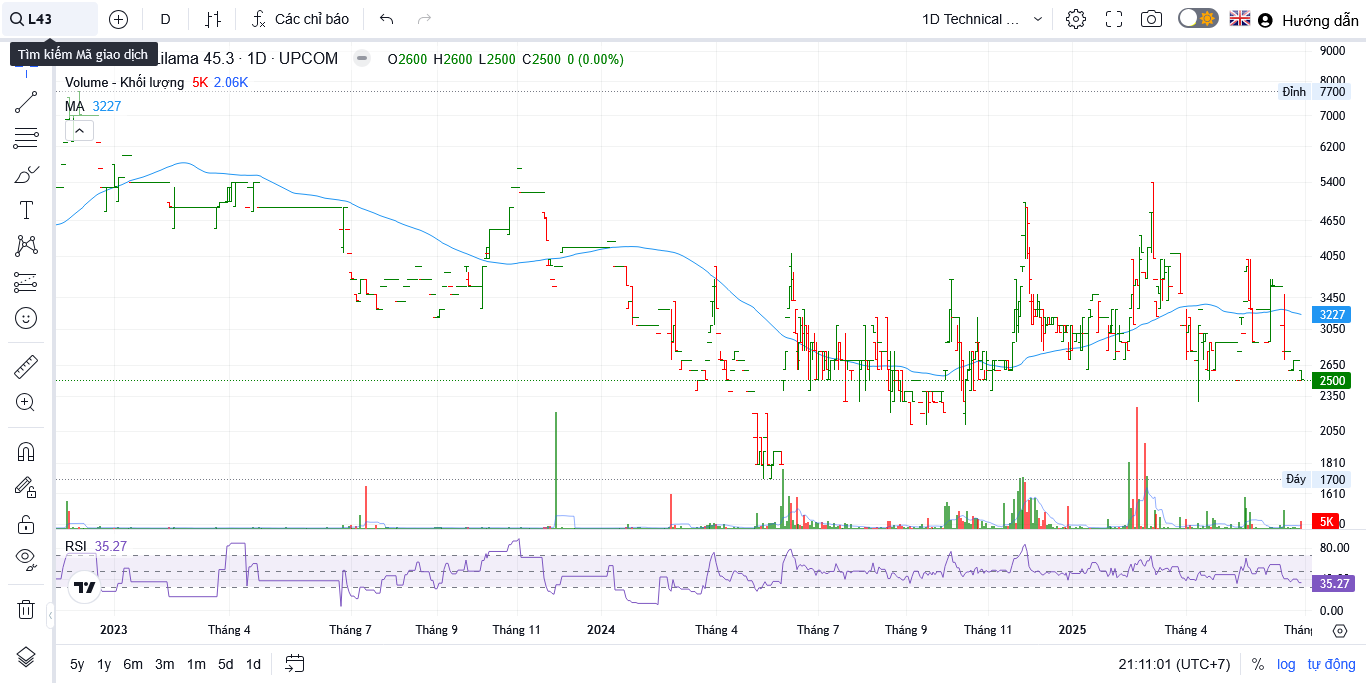 L43
D
Các chỉ báo
1D Technical ...
Hướng dẫn
Tìm kiếm Mã giao dịch
Lilama 45.3 · 1D · UPCOM
O2600 H2600 L2500 C2500 0 (0.00%)
Volume - Khối lượng 5K 2.06K
MA 3227
9000
8000
Đỉnh 7700
7000
6200
5400
4650
4050
3450
3227
3050
2650
2500
2350
2050
1810
Đáy 1700
1610
5K
RSI 35.27
80.00
35.27
0.00
2023 Tháng 4 Tháng 7 Tháng 9 Tháng 11 2024 Tháng 4 Tháng 7 Tháng 9 Tháng 11 2025 Tháng 4
5y 1y 6m 3m 1m 5d 1d
21:11:01 (UTC+7) % log tự động